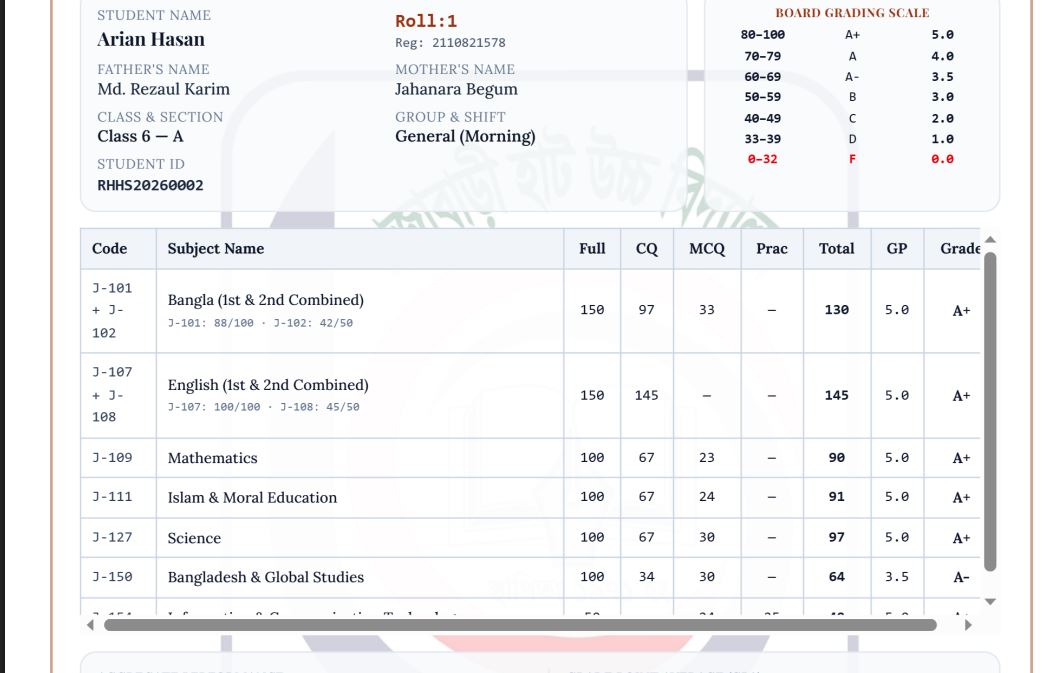 STUDENT NAME
Arian Hasan
Roll:1
Reg: 2110821578
FATHER'S NAME
Md. Rezaul Karim
MOTHER'S NAME
Jahanara Begum
CLASS & SECTION
Class 6 — A
GROUP & SHIFT
General (Morning)
STUDENT ID
RHHS20260002
BOARD GRADING SCALE
80–100 A+ 5.0
70–79 A 4.0
60–69 A- 3.5
50–59 B 3.0
40–49 C 2.0
33–39 D 1.0
0–32 F 0.0
হাট উচ্চ
Code Subject Name Full CQ MCQ Prac Total GP Grade
J-101 + J-102 Bangla (1st & 2nd Combined) 150 97 33 — 130 5.0 A+
J-101: 88/100 · J-102: 42/50
J-107 + J-108 English (1st & 2nd Combined) 150 145 — — 145 5.0 A+
J-107: 100/100 · J-108: 45/50
J-109 Mathematics 100 67 23 — 90 5.0 A+
J-111 Islam & Moral Education 100 67 24 — 91 5.0 A+
J-127 Science 100 67 30 — 97 5.0 A+
J-150 Bangladesh & Global Studies 100 34 30 — 64 3.5 A-